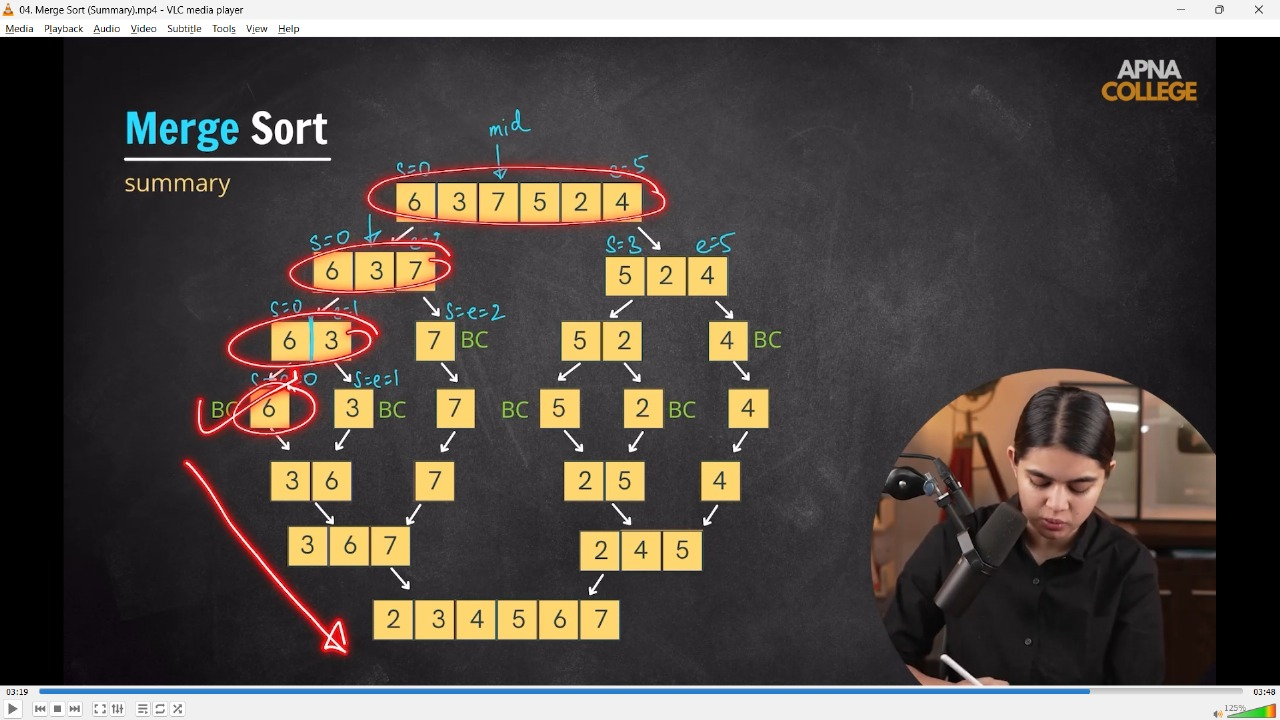 04. Merge Sort (Summary).mp4 - VLC media player
Media Playback Audio Video Subtitle Tools View Help
APNA
COLLEGE
Merge Sort
summary
mid
s=0 e=5
6 3 7 5 2 4
s=0 s=3 e=5
6 3 7 5 2 4
s=0 e=1 s=e=2
6 3 7 BC 5 2 4 BC
s=e=0 s=e=1
BC 6 3 BC 7 BC 5 2 BC 4
3 6 7 2 5 4
3 6 7 2 4 5
2 3 4 5 6 7
03:19 03:48
125%